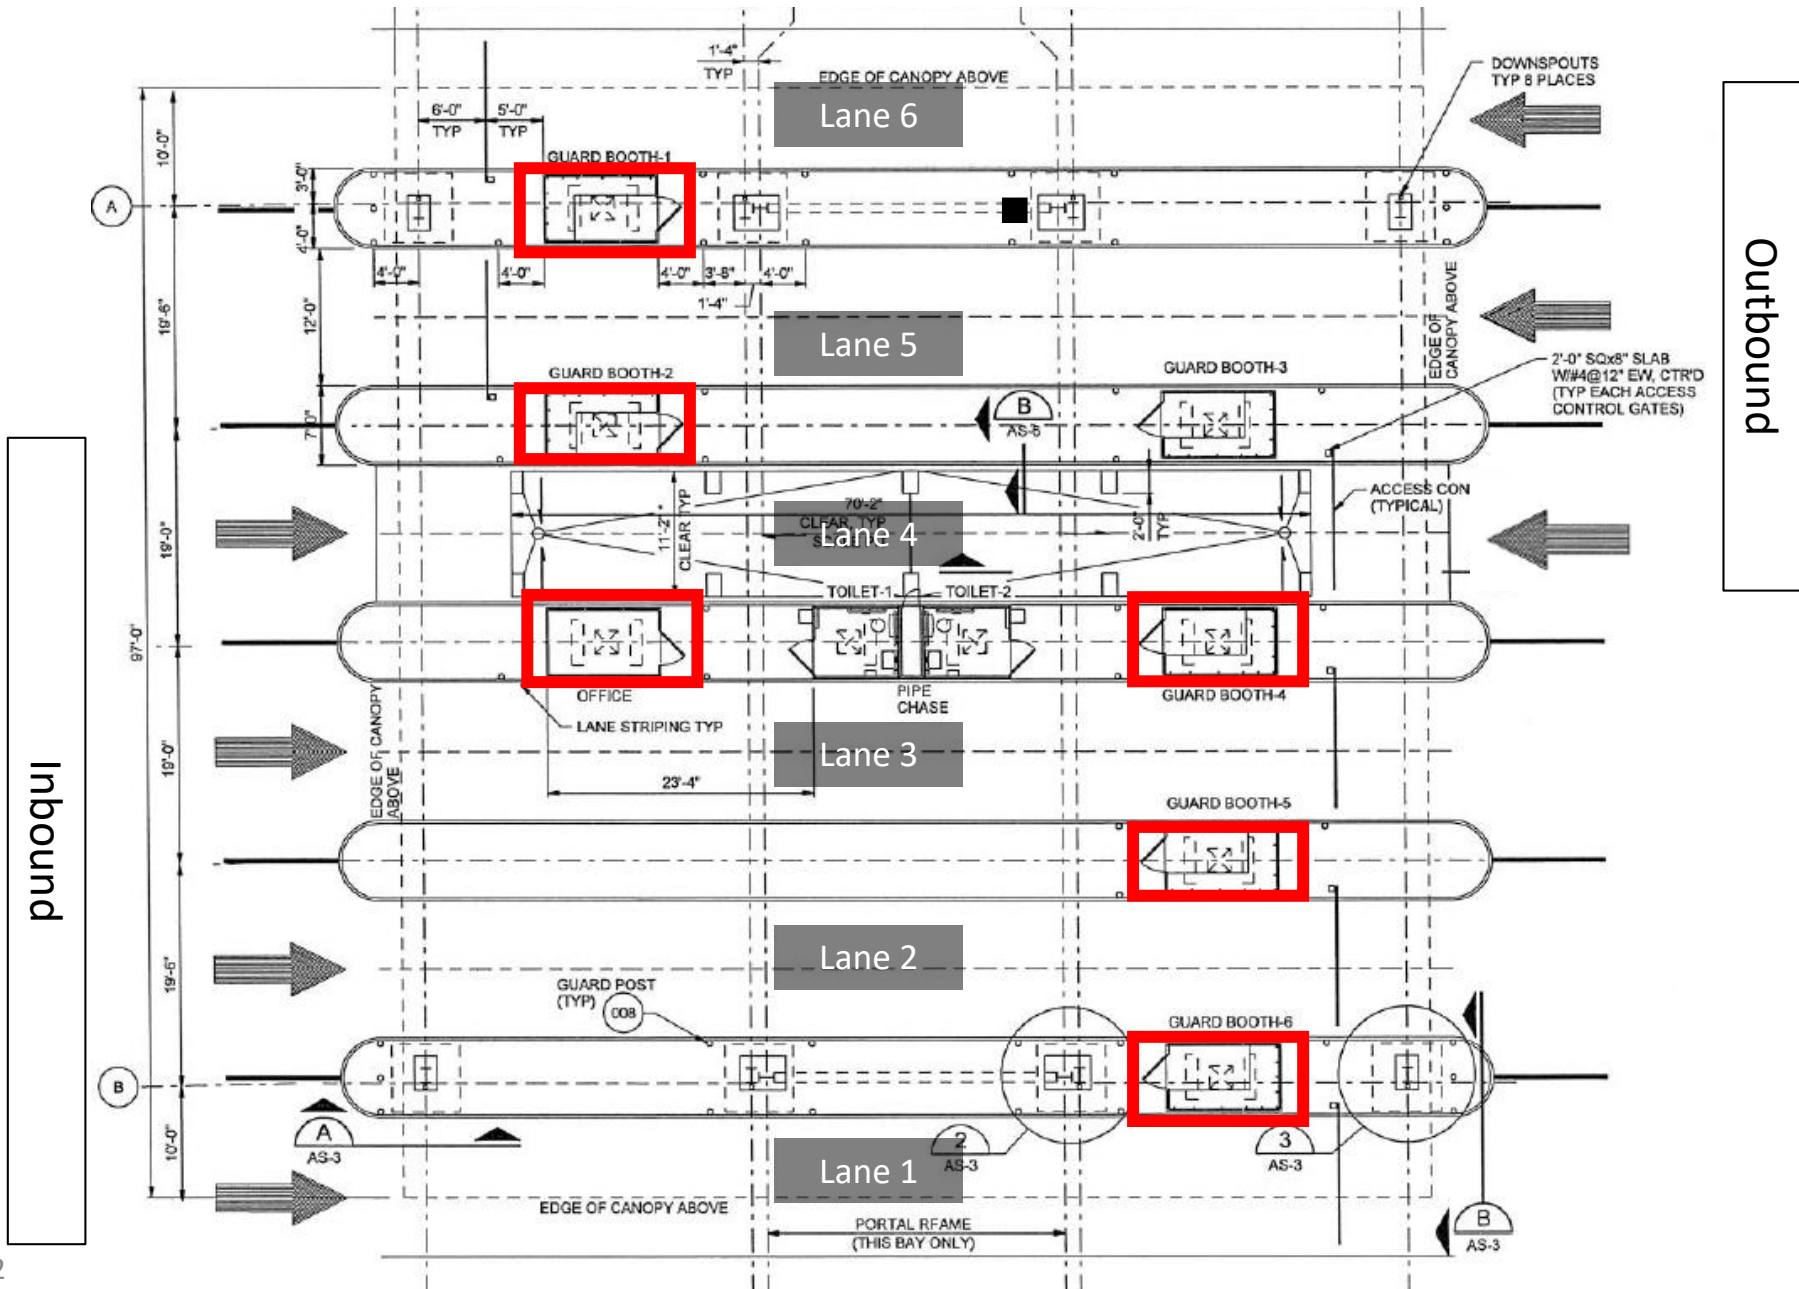 1'-4"
TYP
EDGE OF CANOPY ABOVE
DOWNSPOUTS
TYP 8 PLACES
Lane 6
6'-0"
TYP
5'-0"
TYP
10'-0"
GUARD BOOTH-1
3'-0"
A
4'-0"
4'-0"
4'-0"
4'-0"
3'-8"
4'-0"
1'-4"
Outbound
19'-6"
12'-0"
EDGE OF
CANOPY ABOVE
Lane 5
GUARD BOOTH-2
GUARD BOOTH-3
2'-0" SQx8" SLAB
W/#4@12" EW, CTR'D
(TYP EACH ACCESS
CONTROL GATES)
7'-0"
B
AS-6
ACCESS CON
(TYPICAL)
70'-2"
CLEAR, TYP
Lane 4
11'-2"
CLEAR TYP
2'-0"
TYP
19'-0"
TOILET-1
TOILET-2
97'-0"
OFFICE
PIPE
CHASE
GUARD BOOTH-4
LANE STRIPING TYP
EDGE OF CANOPY
ABOVE
Lane 3
19'-0"
23'-4"
Inbound
GUARD BOOTH-5
Lane 2
19'-6"
GUARD POST
(TYP)
008
GUARD BOOTH-6
B
A
AS-3
2
AS-3
3
AS-3
10'-0"
Lane 1
EDGE OF CANOPY ABOVE
PORTAL RFAME
(THIS BAY ONLY)
B
AS-3
2